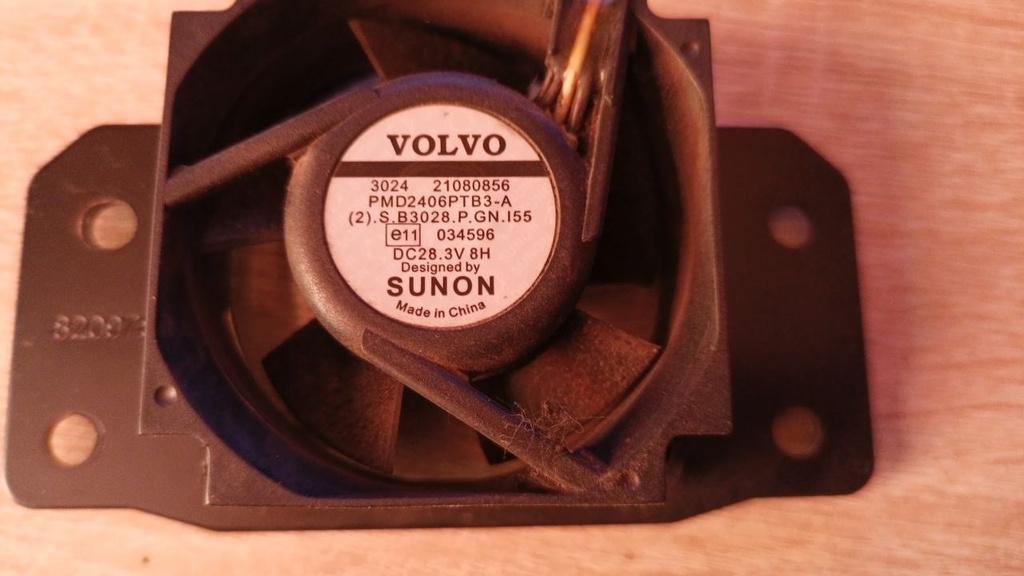 VOLVO
3024 21080856
PMD2406PTB3-A
(2).S.B3028.P.GN.I55
e11 034596
DC28.3V 8H
Designed by
SUNON
Made in China